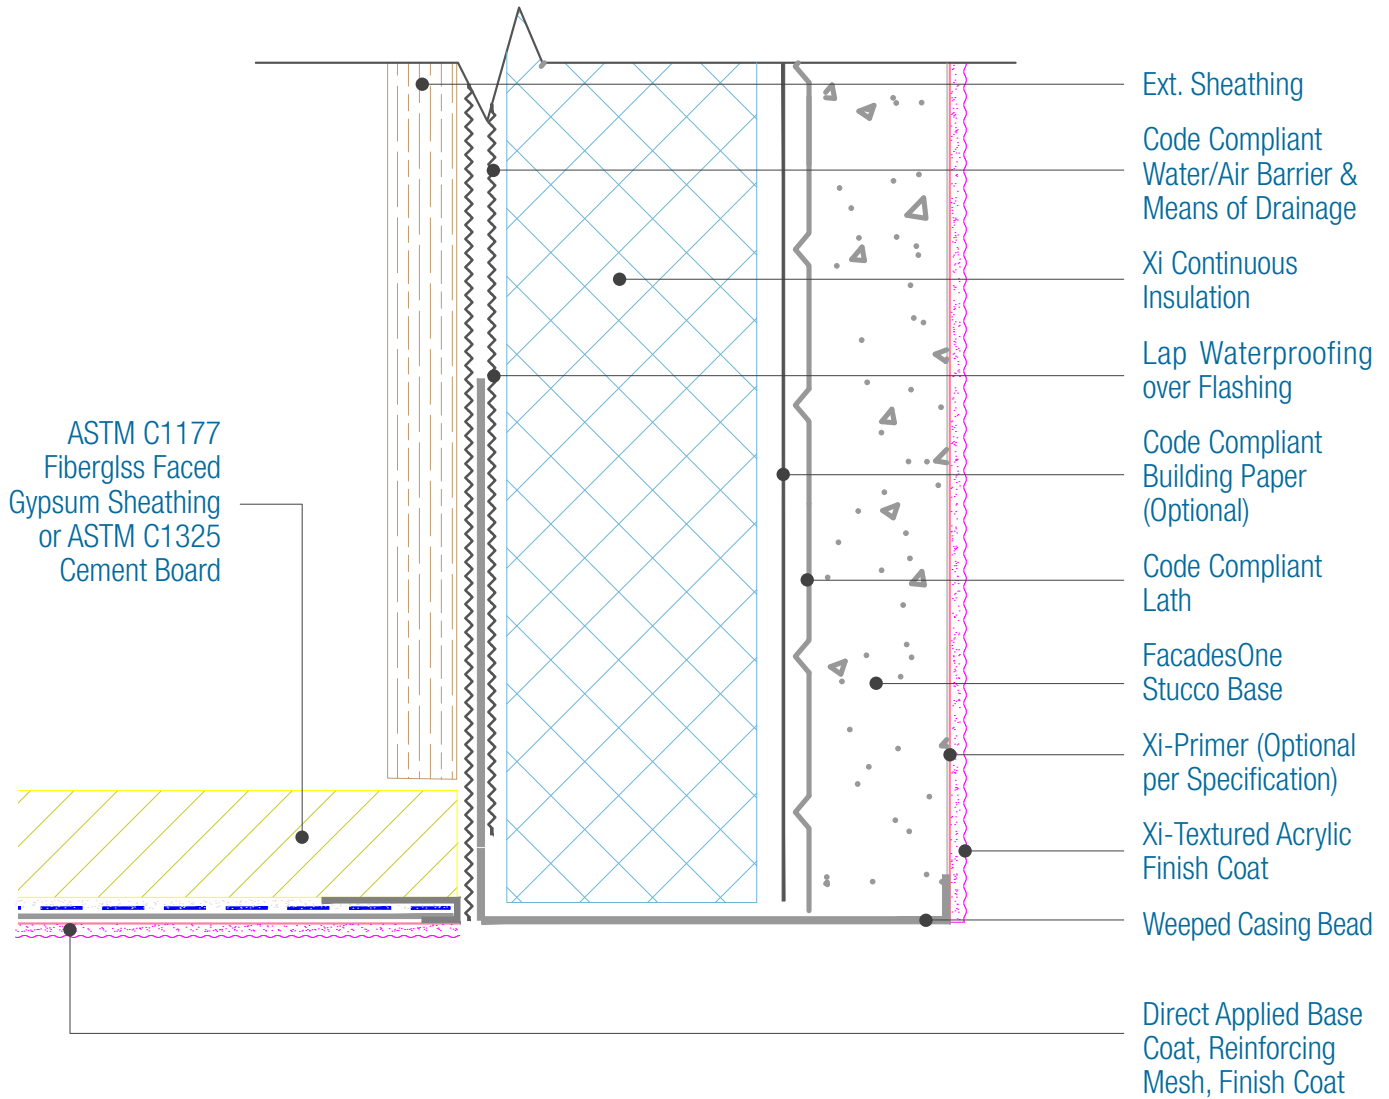 Ext. Sheathing
Code Compliant
Water/Air Barrier &
Means of Drainage
Xi Continuous
Insulation
Lap Waterproofing
over Flashing
ASTM C1177
Fiberglss Faced
Gypsum Sheathing
or ASTM C1325
Cement Board
Code Compliant
Building Paper
(Optional)
Code Compliant
Lath
FacadesOne
Stucco Base
Xi-Primer (Optional
per Specification)
Xi-Textured Acrylic
Finish Coat
Weeped Casing Bead
Direct Applied Base
Coat, Reinforcing
Mesh, Finish Coat